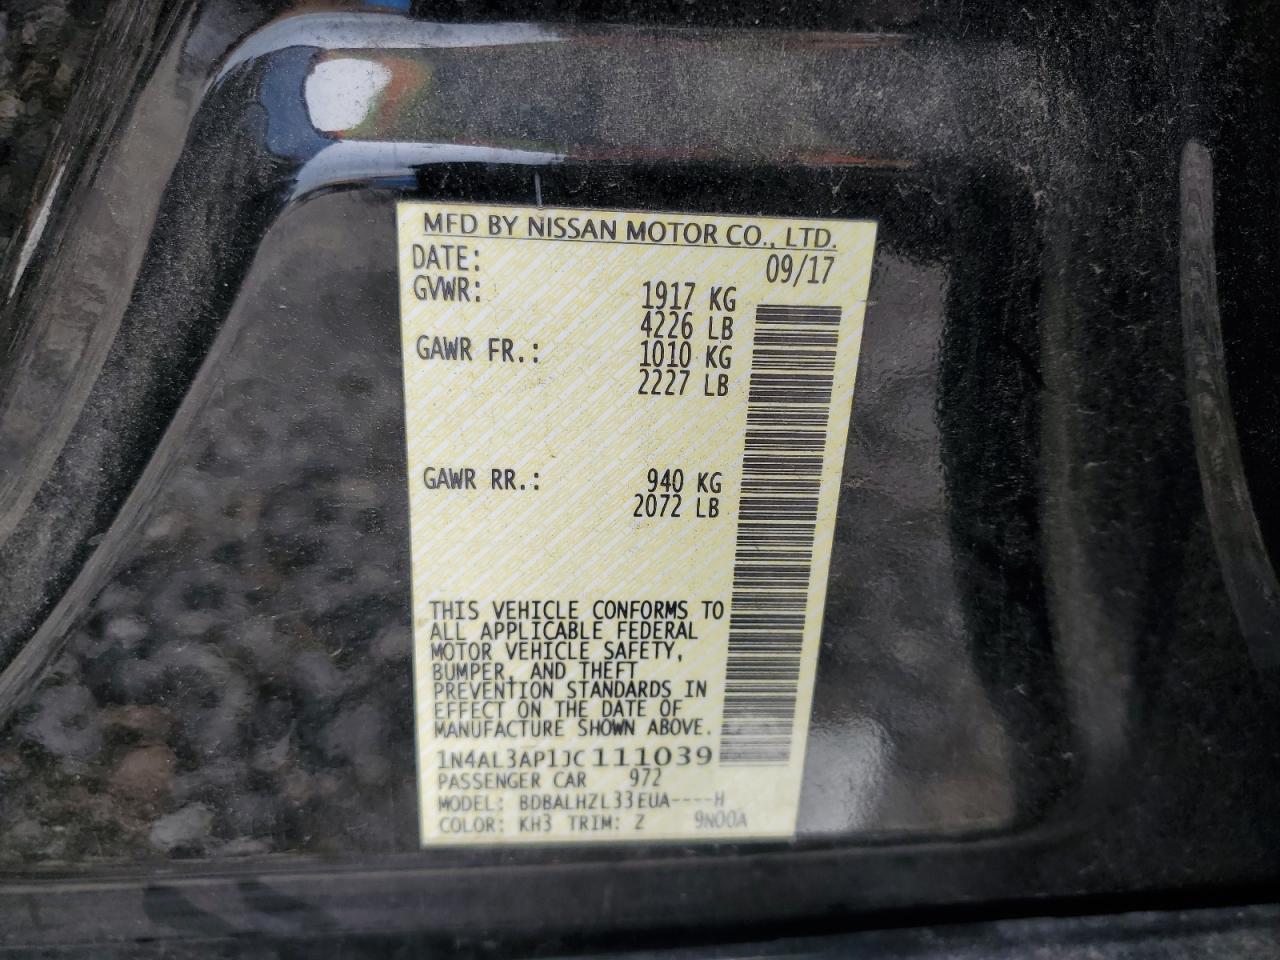 MFD BY NISSAN MOTOR CO., LTD.
DATE: 09/17
GVWR: 1917 KG
4226 LB
GAWR FR.: 1010 KG
2227 LB
GAWR RR.: 940 KG
2072 LB
THIS VEHICLE CONFORMS TO
ALL APPLICABLE FEDERAL
MOTOR VEHICLE SAFETY,
BUMPER, AND THEFT
PREVENTION STANDARDS IN
EFFECT ON THE DATE OF
MANUFACTURE SHOWN ABOVE.
1N4AL3AP1JC111039
PASSENGER CAR 972
MODEL: BDBALHZL33EUA----H
COLOR: KH3 TRIM: Z 9N00A